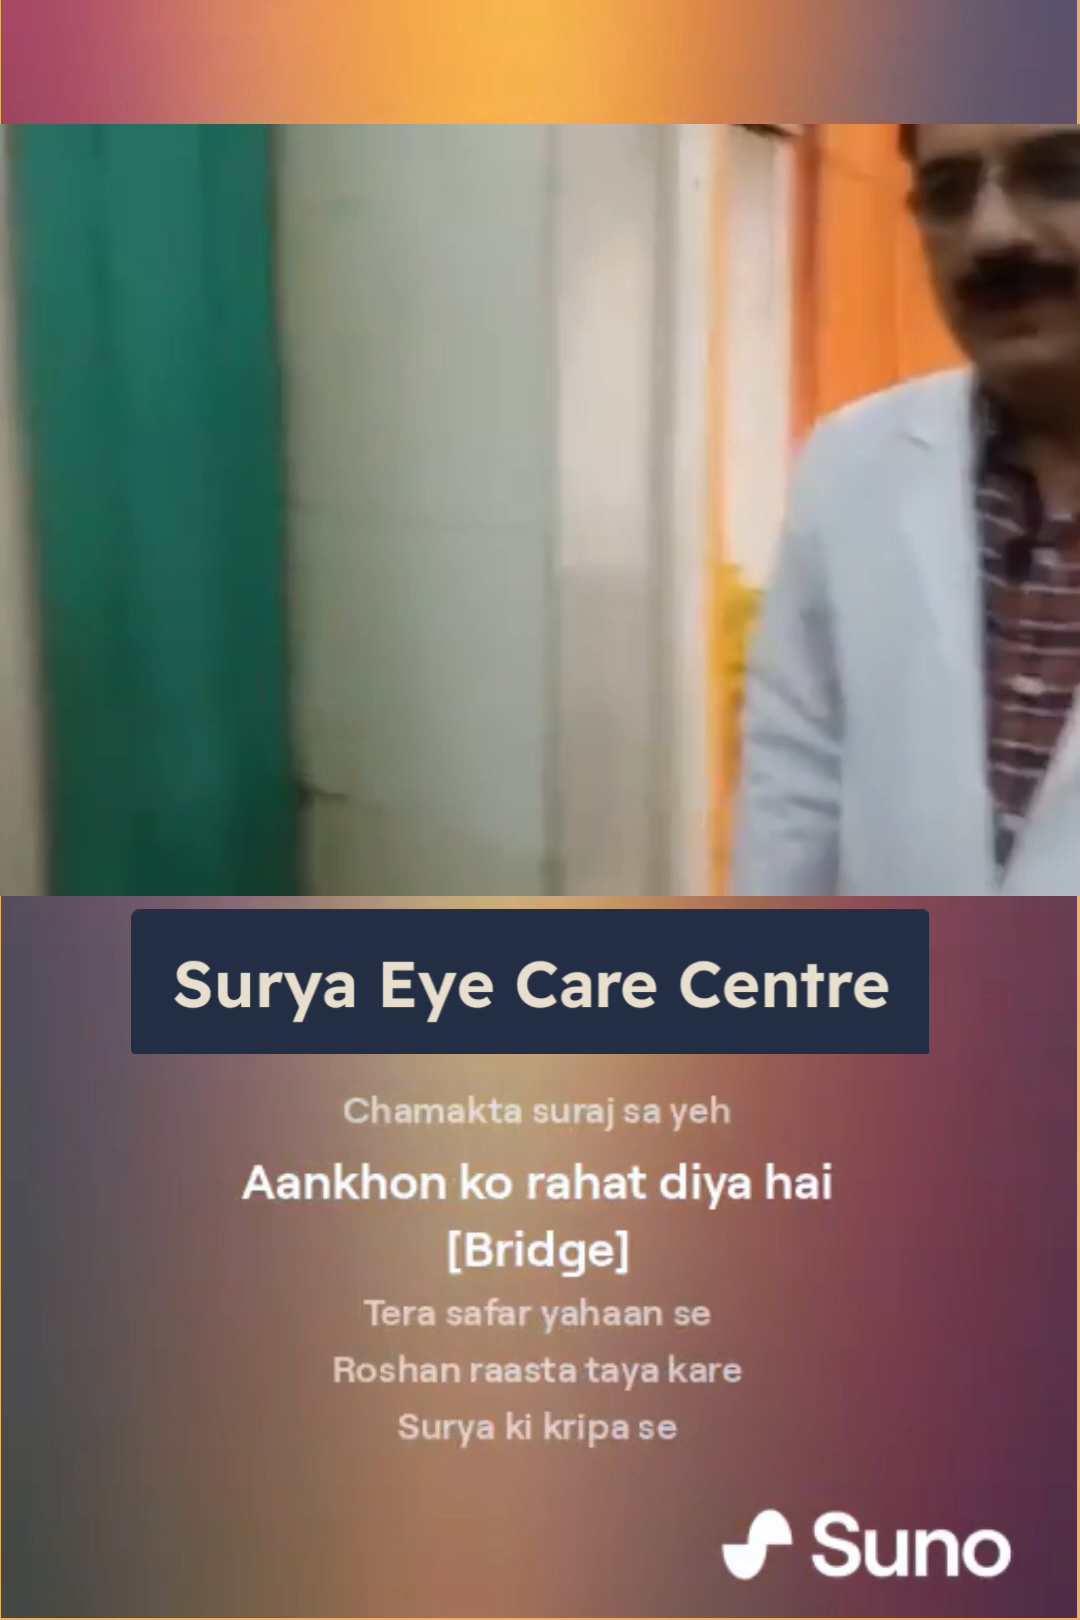 Surya Eye Care Centre
Chamakta suraj sa yeh
Aankhon ko rahat diya hai
[Bridge]
Tera safar yahaan se
Roshan raasta taya kare
Surya ki kripa se
Suno